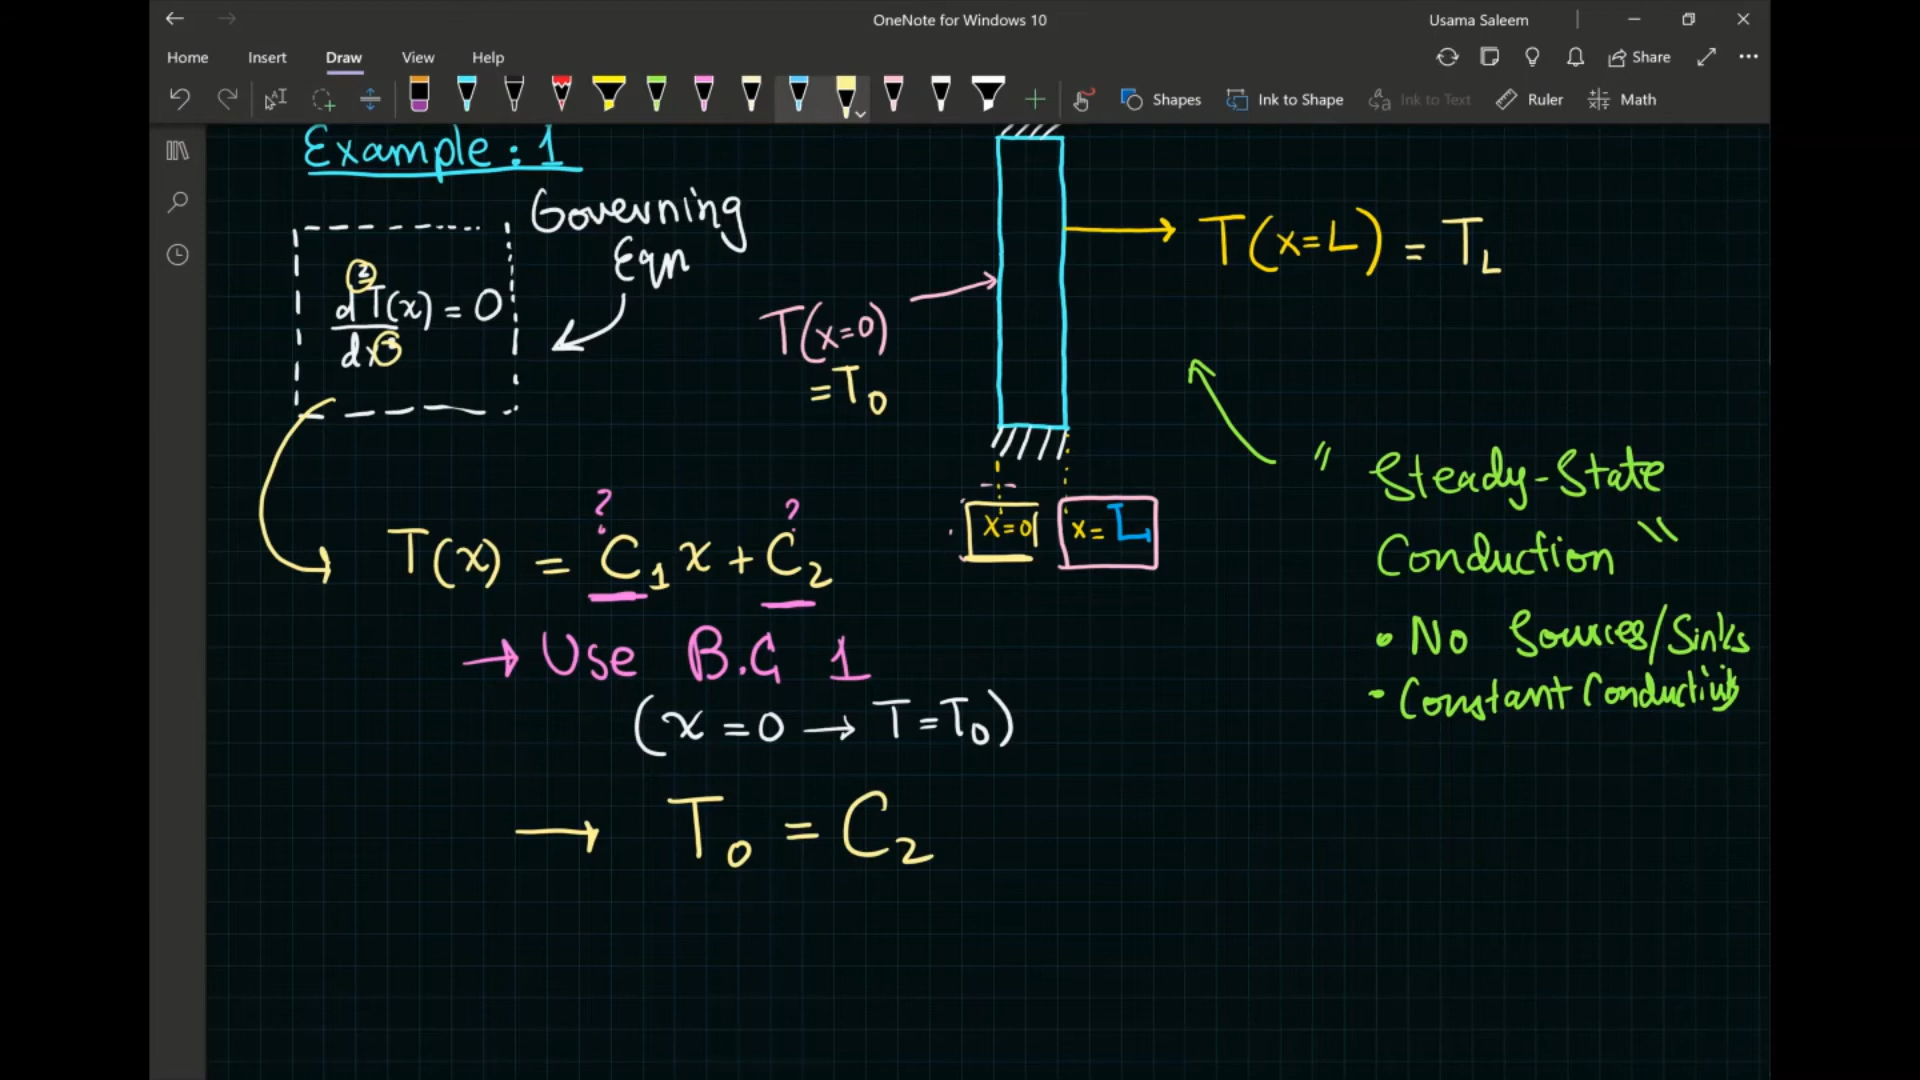 OneNote for Windows 10
Usama Saleem
Home Insert Draw View Help
Share
Shapes Ink to Shape Ink to Text Ruler Math
Example : 1
Governing
Eqn
d²T(x) = 0
dx²
T(x=L) = T_L
T(x=0)
= T₀
x=0 x= L
" Steady-State
Conduction "
• No Sources/Sinks
• Constant Conductivity
? ?
T(x) = C₁x + C₂
→ Use B.C 1
(x = 0 → T = T₀)
→ T₀ = C₂